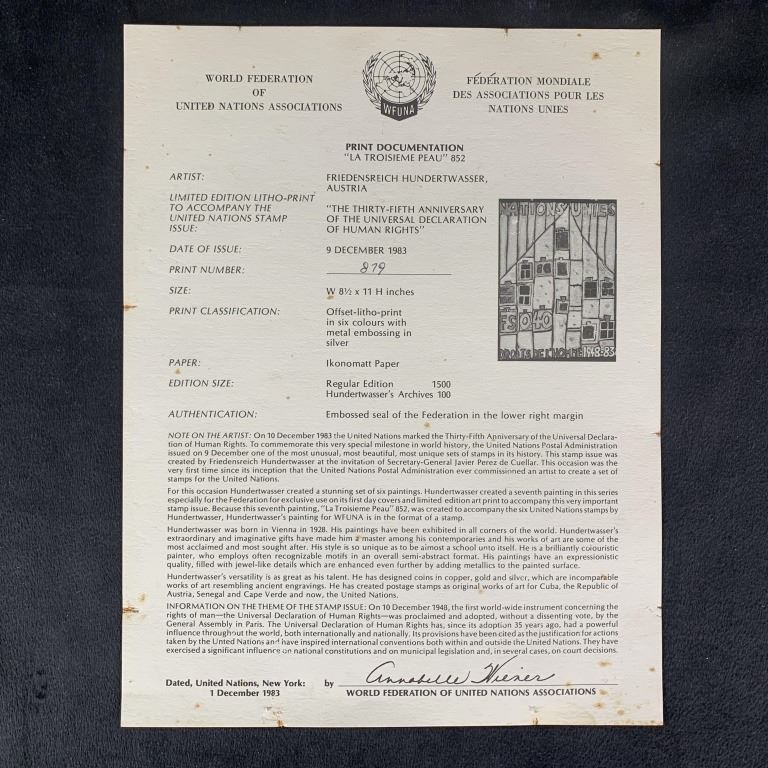 WORLD FEDERATION
OF
UNITED NATIONS ASSOCIATIONS
WFUNA
FÉDÉRATION MONDIALE
DES ASSOCIATIONS POUR LES
NATIONS UNIES
PRINT DOCUMENTATION
"LA TROISIEME PEAU" 852
ARTIST: FRIEDENSREICH HUNDERTWASSER,
AUSTRIA
LIMITED EDITION LITHO-PRINT
TO ACCOMPANY THE
UNITED NATIONS STAMP
ISSUE:
"THE THIRTY-FIFTH ANNIVERSARY
OF THE UNIVERSAL DECLARATION
OF HUMAN RIGHTS"
DATE OF ISSUE: 9 DECEMBER 1983
PRINT NUMBER: 879
SIZE: W 8½ x 11 H inches
PRINT CLASSIFICATION: Offset-litho-print
in six colours with
metal embossing in
silver
PAPER: Ikonomatt Paper
EDITION SIZE: Regular Edition 1500
Hundertwasser's Archives 100
AUTHENTICATION: Embossed seal of the Federation in the lower right margin
NATIONS UNIES
FS 0,40
DROITS DE L'HOMME 1948-83
NOTE ON THE ARTIST: On 10 December 1983 the United Nations marked the Thirty-Fifth Anniversary of the Universal Declara-
tion of Human Rights. To commemorate this very special milestone in world history, the United Nations Postal Administration
issued on 9 December one of the most unusual, most beautiful, most unique sets of stamps in its history. This stamp issue was
created by Friedensreich Hundertwasser at the invitation of Secretary-General Javier Perez de Cuellar. This occasion was the
very first time since its inception that the United Nations Postal Administration ever commissioned an artist to create a set of
stamps for the United Nations.
For this occasion Hundertwasser created a stunning set of six paintings. Hundertwasser created a seventh painting in this series
especially for the Federation for exclusive use on its first day covers and limited edition art print to accompany this very important
stamp issue. Because this seventh painting, "La Troisieme Peau" 852, was created to accompany the six United Nations stamps by
Hundertwasser, Hundertwasser's painting for WFUNA is in the format of a stamp.
Hundertwasser was born in Vienna in 1928. His paintings have been exhibited in all corners of the world. Hundertwasser's
extraordinary and imaginative gifts have made him a master among his contemporaries and his works of art are some of the
most acclaimed and most sought after. His style is so unique as to be almost a school unto itself. He is a brilliantly colouristic
painter, who employs often recognizable motifs in an overall semi-abstract format. His paintings have an expressionistic
quality, filled with jewel-like details which are enhanced even further by adding metallics to the painted surface.
Hundertwasser's versatility is as great as his talent. He has designed coins in copper, gold and silver, which are incomparable
works of art resembling ancient engravings. He has created postage stamps as original works of art for Cuba, the Republic of
Austria, Senegal and Cape Verde and now, the United Nations.
INFORMATION ON THE THEME OF THE STAMP ISSUE: On 10 December 1948, the first world-wide instrument concerning the
rights of man—the Universal Declaration of Human Rights—was proclaimed and adopted, without a dissenting vote, by the
General Assembly in Paris. The Universal Declaration of Human Rights has, since its adoption 35 years ago, had a powerful
influence throughout the world, both internationally and nationally. Its provisions have been cited as the justification for actions
taken by the United Nations and have inspired international conventions both within and outside the United Nations. They have
exercised a significant influence on national constitutions and on municipal legislation and, in several cases, on court decisions.
Dated, United Nations, New York: by Annabelle Wiener
1 December 1983 WORLD FEDERATION OF UNITED NATIONS ASSOCIATIONS